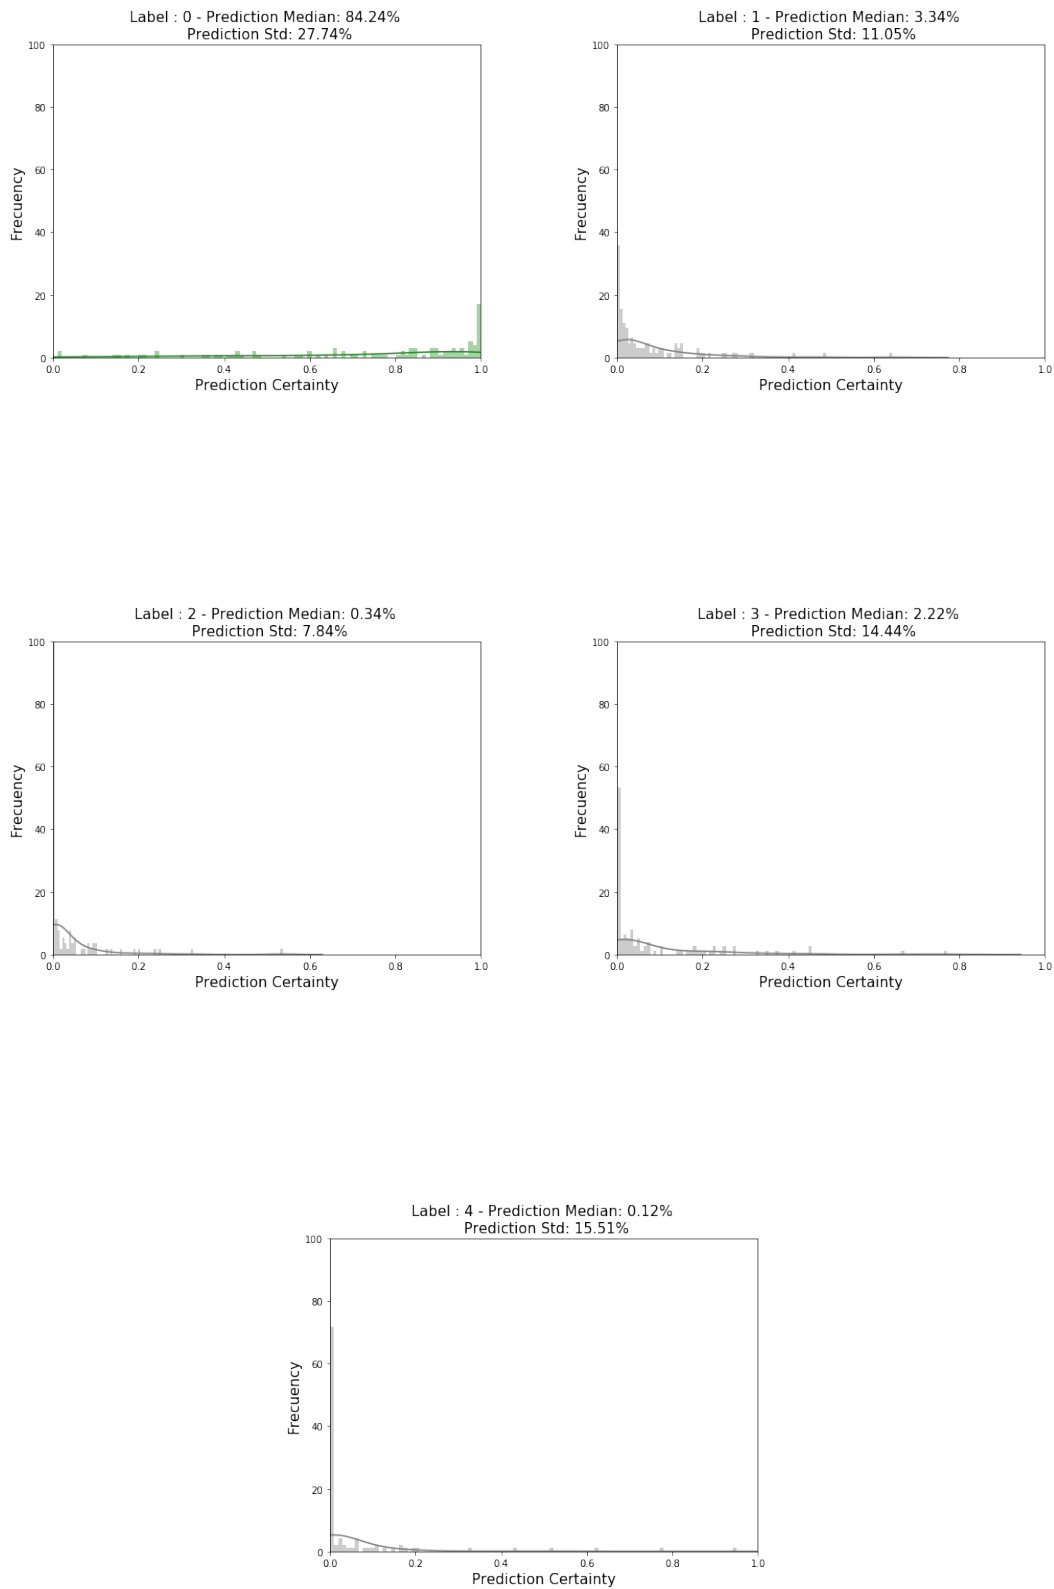 Label : 0 - Prediction Median: 84.24%
Prediction Std: 27.74%
100
80
60
40
20
0
Frecuency
0.0 0.2 0.4 0.6 0.8 1.0
Prediction Certainty
Label : 1 - Prediction Median: 3.34%
Prediction Std: 11.05%
100
80
60
40
20
0
Frecuency
0.0 0.2 0.4 0.6 0.8 1.0
Prediction Certainty
Label : 2 - Prediction Median: 0.34%
Prediction Std: 7.84%
100
80
60
40
20
0
Frecuency
0.0 0.2 0.4 0.6 0.8 1.0
Prediction Certainty
Label : 3 - Prediction Median: 2.22%
Prediction Std: 14.44%
100
80
60
40
20
0
Frecuency
0.0 0.2 0.4 0.6 0.8 1.0
Prediction Certainty
Label : 4 - Prediction Median: 0.12%
Prediction Std: 15.51%
100
80
60
40
20
0
Frecuency
0.0 0.2 0.4 0.6 0.8 1.0
Prediction Certainty